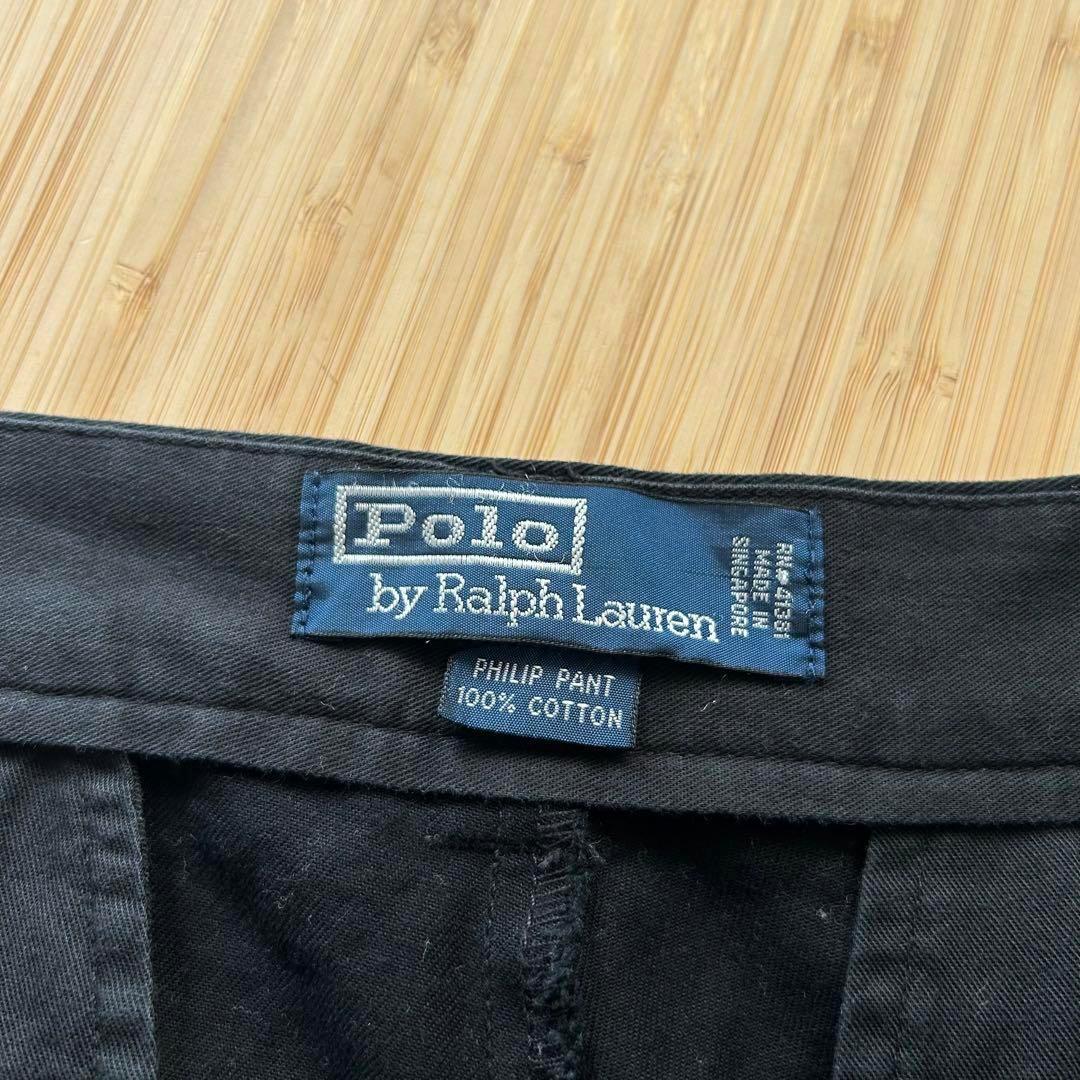 Polo
by Ralph Lauren
RN#41381
MADE IN
SINGAPORE
PHILIP PANT
100% COTTON